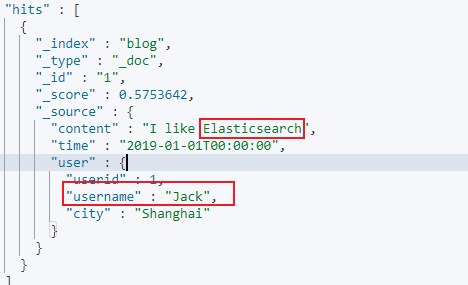 "hits" : [
{
"_index" : "blog",
"_type" : "_doc",
"_id" : "1",
"_score" : 0.5753642,
"_source" : {
"content" : "I like Elasticsearch",
"time" : "2019-01-01T00:00:00",
"user" : {
"userid" : 1,
"username" : "Jack",
"city" : "Shanghai"
}
}
}
]